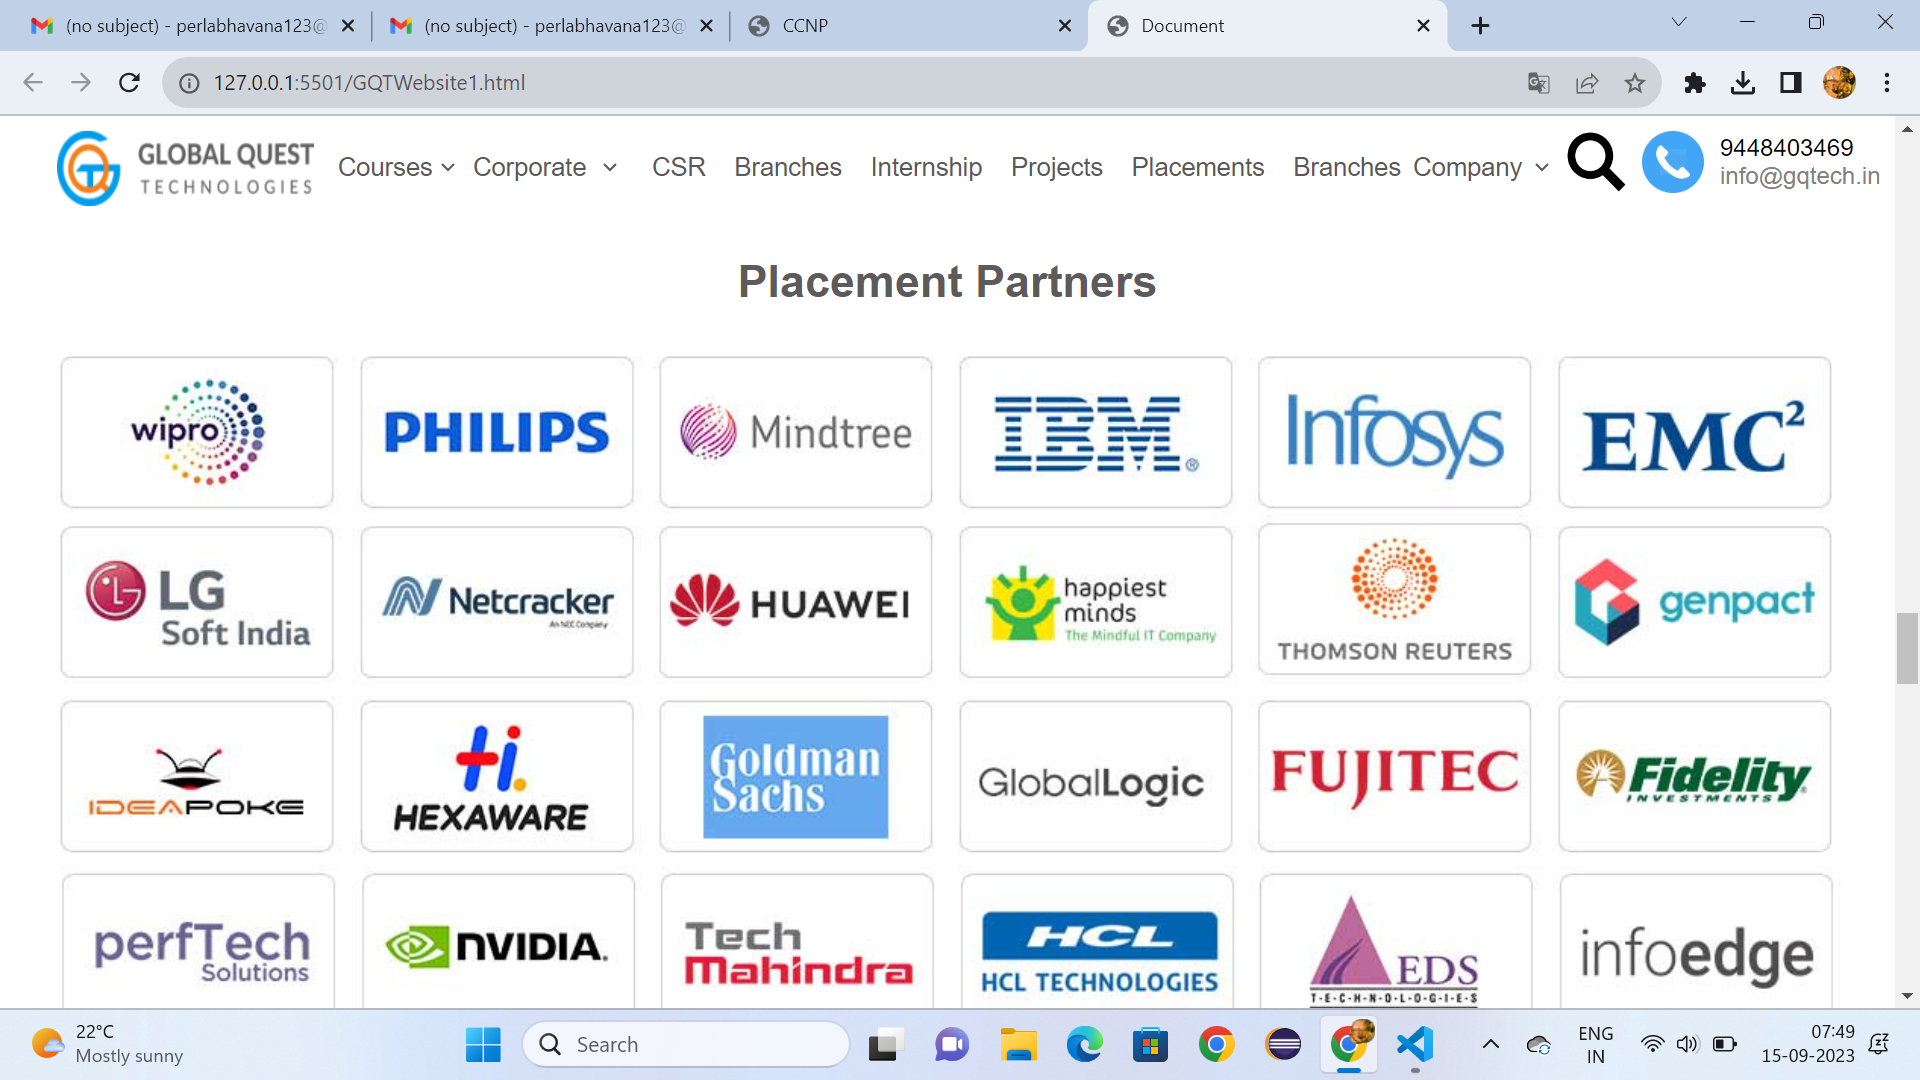 (no subject) - perlabhavana123@
(no subject) - perlabhavana123@
CCNP
Document
127.0.0.1:5501/GQTWebsite1.html
GLOBAL QUEST
TECHNOLOGIES
Courses
Corporate
CSR
Branches
Internship
Projects
Placements
Branches
Company
9448403469
info@gqtech.in
Placement Partners
wipro
PHILIPS
Mindtree
IBM®
Infosys
EMC²
LG
Soft India
Netcracker
An NEC Company
HUAWEI
happiest
minds
The Mindful IT Company
THOMSON REUTERS
genpact
IDEAPOKE
Hi.
HEXAWARE
Goldman
Sachs
GlobalLogic
FUJITEC
Fidelity
INVESTMENTS
perfTech
Solutions
NVIDIA.
Tech
Mahindra
HCL
HCL TECHNOLOGIES
EDS
T·E·C·H·N·O·L·O·G·I·E·S
infoedge
22°C
Mostly sunny
Search
ENG
IN
07:49
15-09-2023